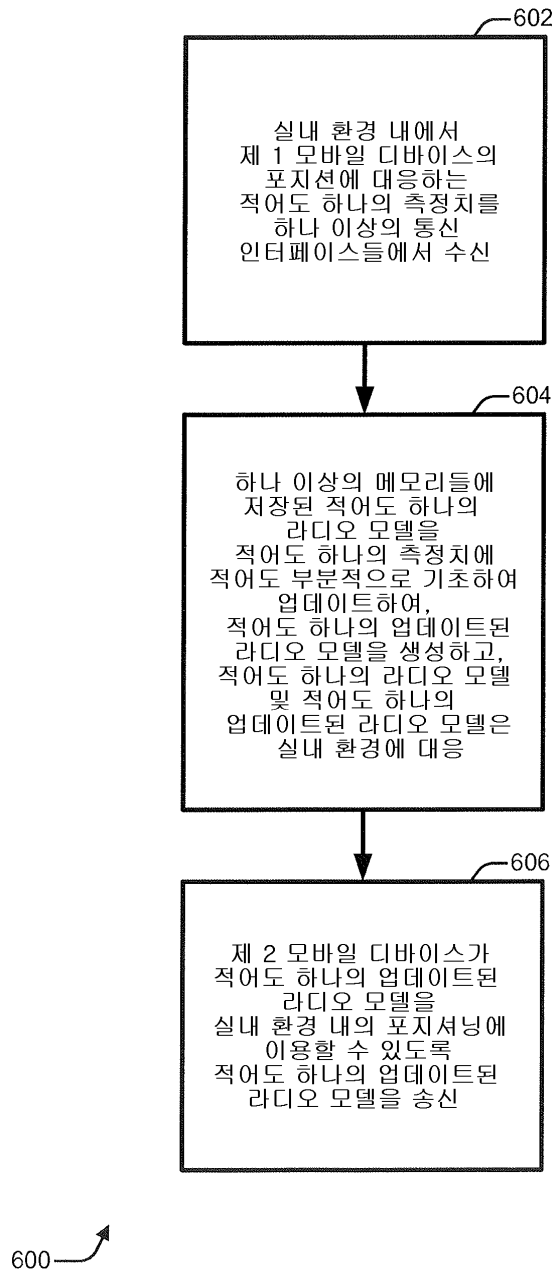 602
실내 환경 내에서
제 1 모바일 디바이스의
포지션에 대응하는
적어도 하나의 측정치를
하나 이상의 통신
인터페이스들에서 수신
604
하나 이상의 메모리들에
저장된 적어도 하나의
라디오 모델을
적어도 하나의 측정치에
적어도 부분적으로 기초하여
업데이트하여,
적어도 하나의 업데이트된
라디오 모델을 생성하고,
적어도 하나의 라디오 모델
및 적어도 하나의
업데이트된 라디오 모델은
실내 환경에 대응
606
제 2 모바일 디바이스가
적어도 하나의 업데이트된
라디오 모델을
실내 환경 내의 포지셔닝에
이용할 수 있도록
적어도 하나의 업데이트된
라디오 모델을 송신
600